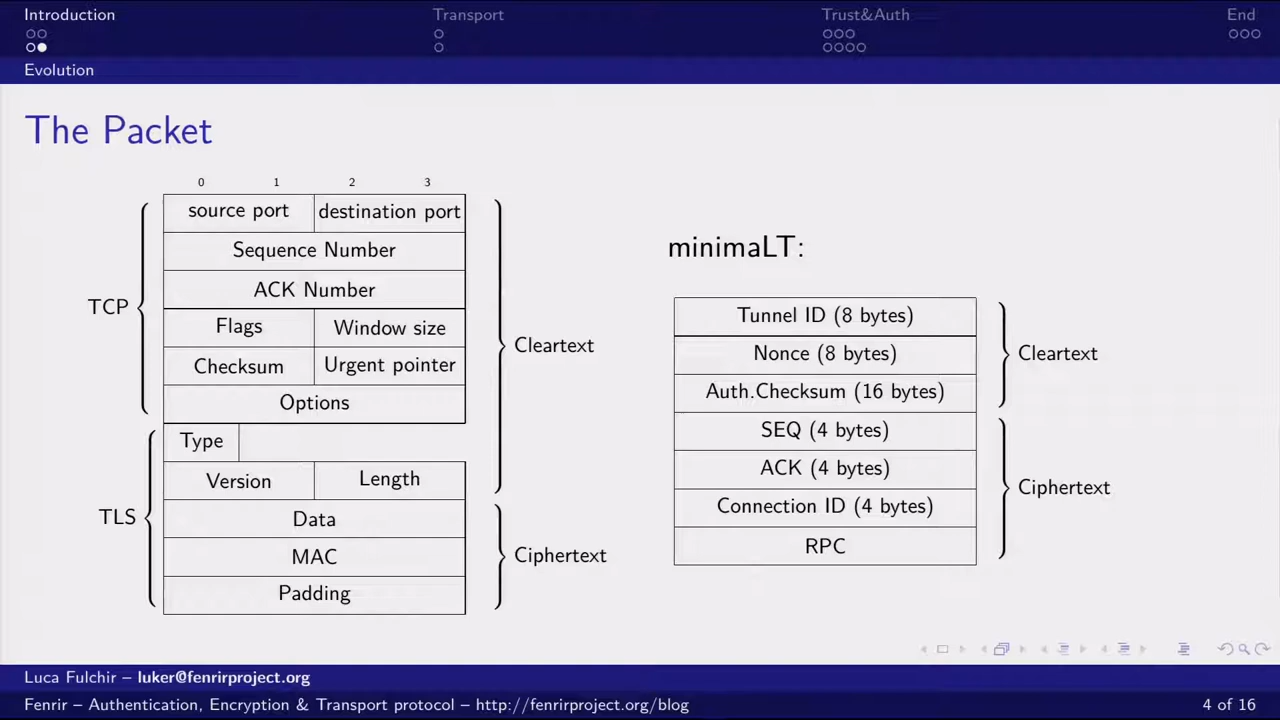 Introduction
Transport
Trust&Auth
End
Evolution
The Packet
0 1 2 3
source port destination port
Sequence Number
ACK Number
Flags Window size
Checksum Urgent pointer
Options
Type
Version Length
Data
MAC
Padding
TCP
TLS
Cleartext
Ciphertext
minimaLT:
Tunnel ID (8 bytes)
Nonce (8 bytes)
Auth.Checksum (16 bytes)
SEQ (4 bytes)
ACK (4 bytes)
Connection ID (4 bytes)
RPC
Cleartext
Ciphertext
Luca Fulchir – luker@fenrirproject.org
Fenrir – Authentication, Encryption & Transport protocol – http://fenrirproject.org/blog
4 of 16